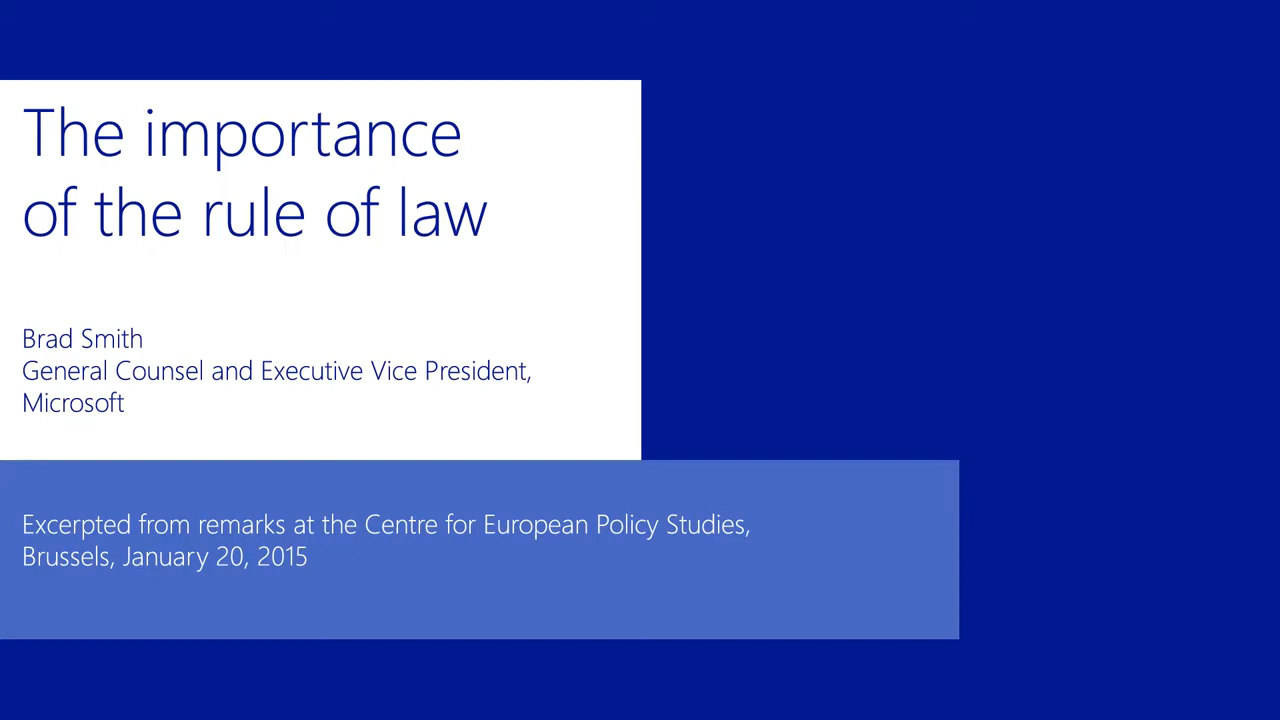 The importance
of the rule of law
Brad Smith
General Counsel and Executive Vice President,
Microsoft
Excerpted from remarks at the Centre for European Policy Studies,
Brussels, January 20, 2015